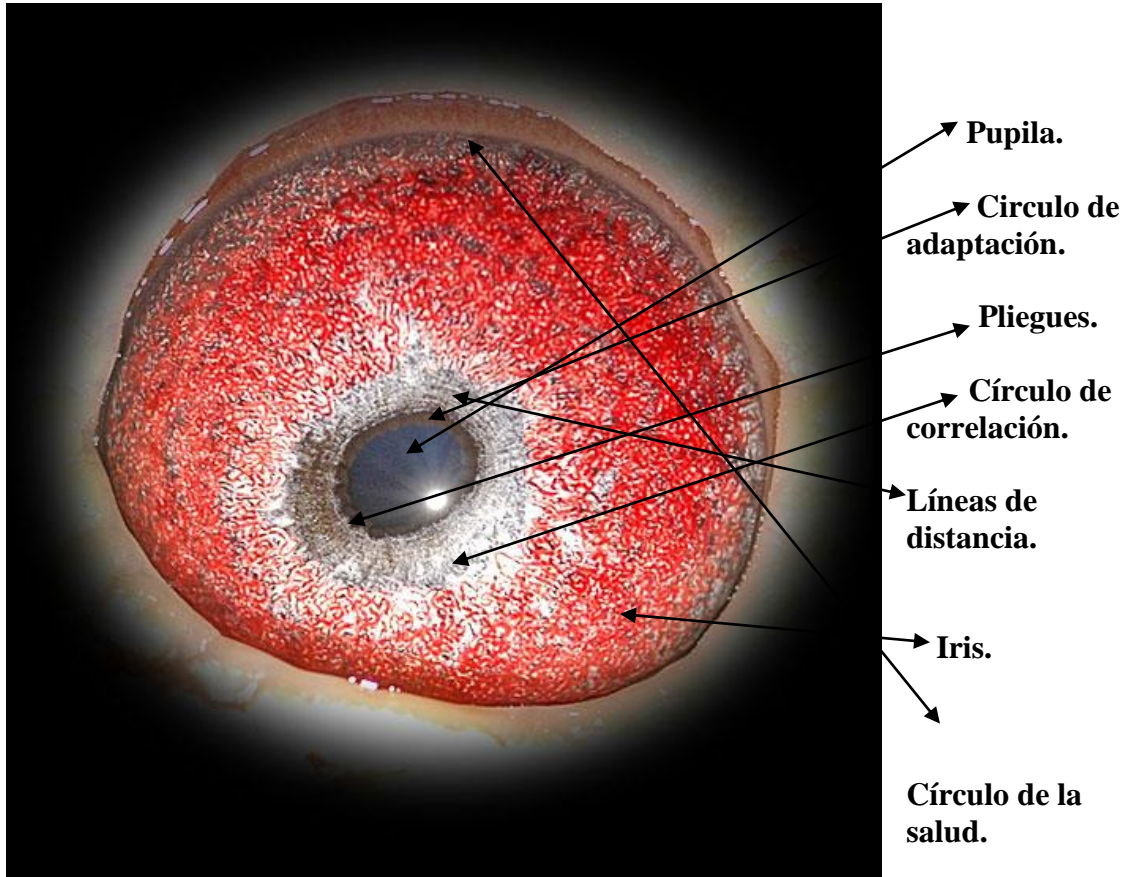 Pupila.
Circulo de
adaptación.
Pliegues.
Círculo de
correlación.
Líneas de
distancia.
Iris.
Círculo de la
salud.